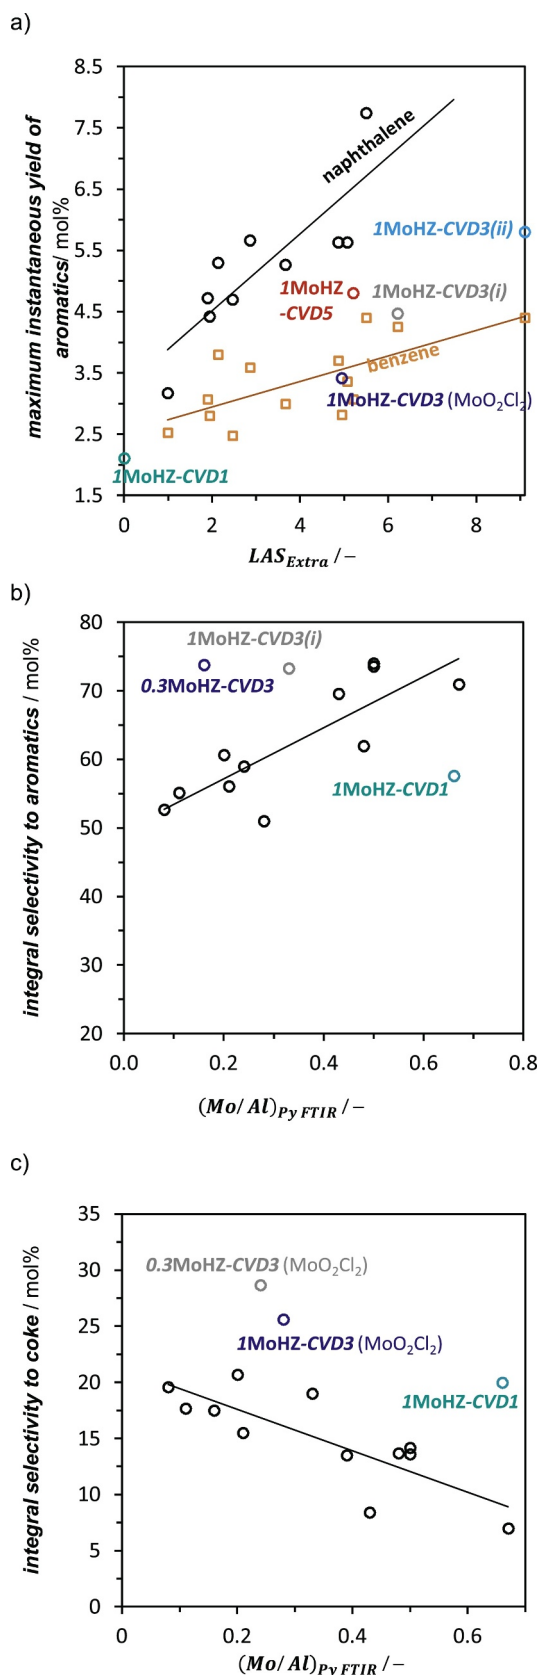 a)
maximum instantaneous yield of
aromatics/ mol%
8.5
7.5
6.5
5.5
4.5
3.5
2.5
1.5
naphthalene
1MoHZ-CVD3(ii)
1MoHZ
-CVD5
1MoHZ-CVD3(i)
benzene
1MoHZ-CVD3 (MoO₂Cl₂)
1MoHZ-CVD1
0 2 4 6 8
LAS_Extra / −
b)
integral selectivity to aromatics / mol%
80
70
60
50
40
30
20
1MoHZ-CVD3(i)
0.3MoHZ-CVD3
1MoHZ-CVD1
0.0 0.2 0.4 0.6 0.8
(Mo/Al)_Py FTIR / −
c)
integral selectivity to coke / mol%
35
30
25
20
15
10
5
0
0.3MoHZ-CVD3 (MoO₂Cl₂)
1MoHZ-CVD3 (MoO₂Cl₂)
1MoHZ-CVD1
0 0.2 0.4 0.6
(Mo/Al)_Py FTIR / −